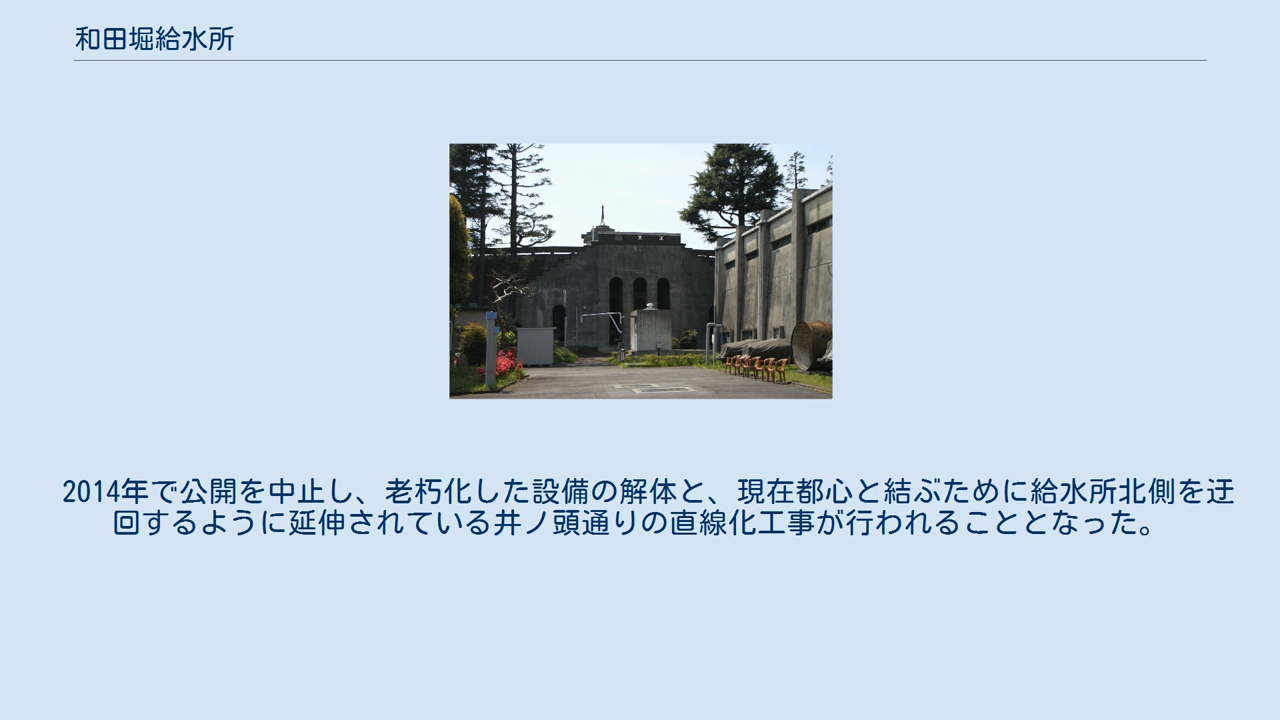 和田堀給水所
2014年で公開を中止し、老朽化した設備の解体と、現在都心と結ぶために給水所北側を迂
回するように延伸されている井ノ頭通りの直線化工事が行われることとなった。